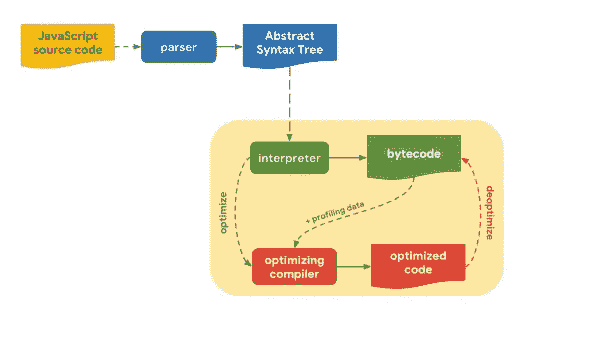 JavaScript
source code
parser
Abstract
Syntax Tree
interpreter
bytecode
optimize
+ profiling data
deoptimize
optimizing
compiler
optimized
code